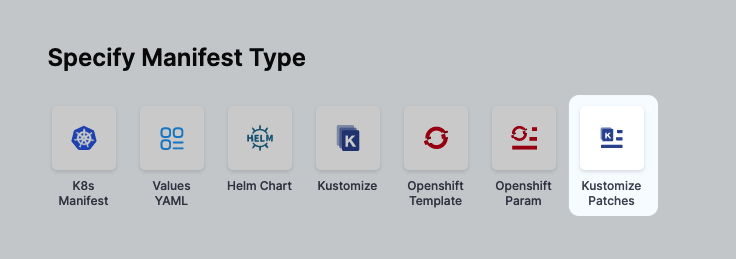 Specify Manifest Type
HELM
K
K
K8s
Manifest
Values
YAML
Helm Chart
Kustomize
Openshift
Template
Openshift
Param
Kustomize
Patches